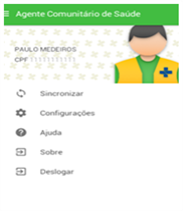 Agente Comunitário de Saúde
PAULO MEDEIROS
CPF
Sincronizar
Configurações
Ajuda
Sobre
Deslogar